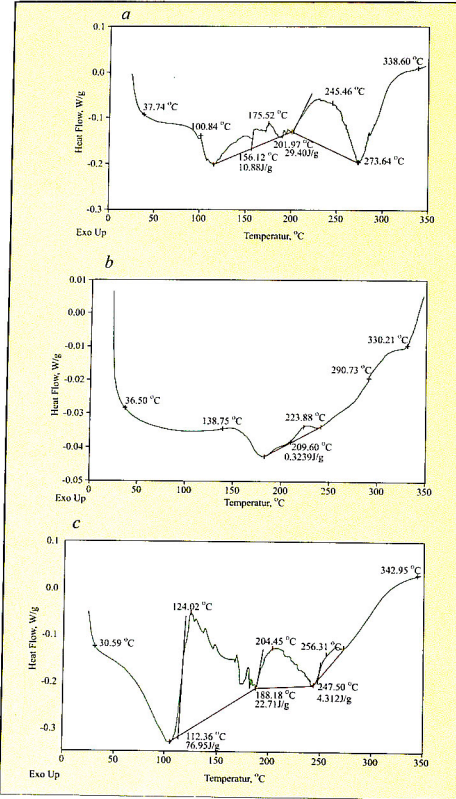 a
0.1
0.0
-0.1
-0.2
-0.3
Heat Flow, W/g
37.74 °C
100.84 °C
156.12 °C
10.88J/g
175.52 °C
201.97 °C
29.40J/g
245.46 °C
273.64 °C
338.60 °C
0 50 100 150 200 250 300 350
Exo Up
Temperatur, °C
b
0.01
0.00
-0.01
-0.02
-0.03
-0.04
-0.05
Heat Flow, W/g
36.50 °C
138.75 °C
223.88 °C
209.60 °C
0.3239J/g
290.73 °C
330.21 °C
0 50 100 150 200 250 300 350
Exo Up
Temperatur, °C
c
0.1
0.0
-0.1
-0.2
-0.3
Heat Flow, W/g
30.59 °C
124.02 °C
112.36 °C
76.95J/g
204.45 °C
188.18 °C
22.71J/g
256.31 °C
247.50 °C
4.312J/g
342.95 °C
0 50 100 150 200 250 300 350
Exo Up
Temperatur, °C